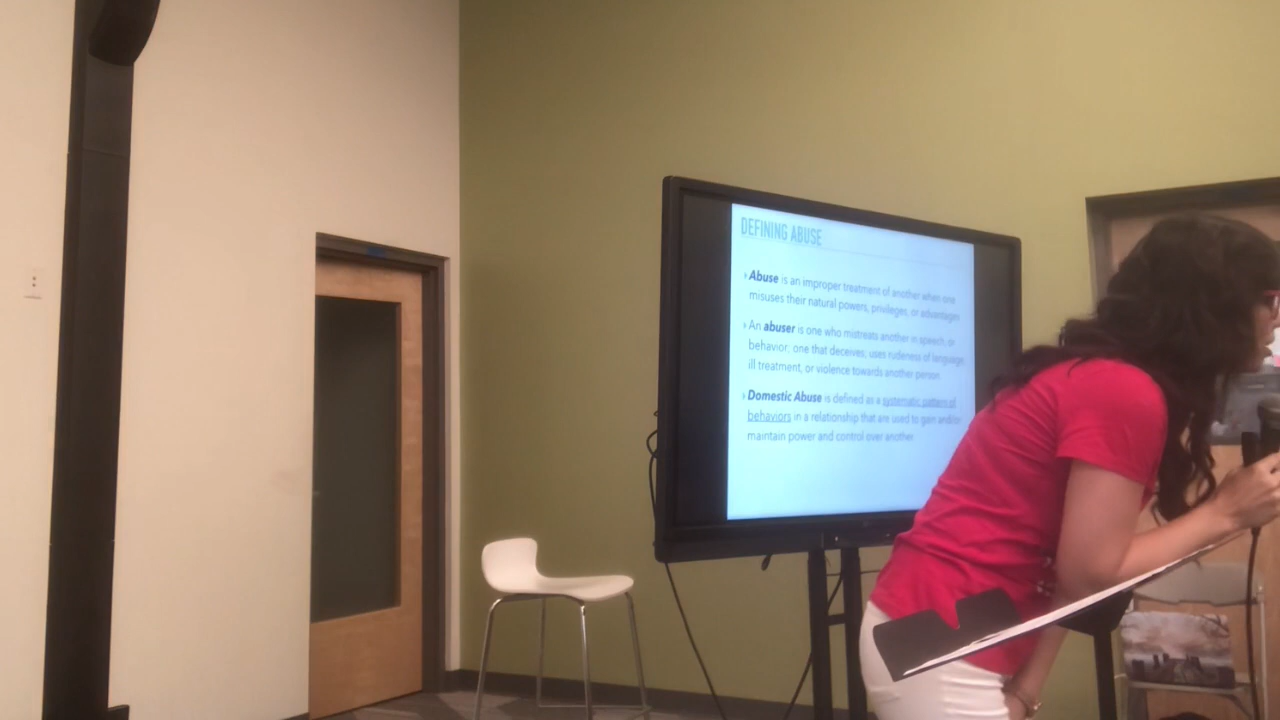 DEFINING ABUSE
› Abuse is an improper treatment of another when one
misuses their natural powers, privileges, or advantages.
› An abuser is one who mistreats another in speech, or
behavior; one that deceives, uses rudeness of language,
ill treatment, or violence towards another person.
› Domestic Abuse is defined as a systematic pattern of
behaviors in a relationship that are used to gain and/or
maintain power and control over another.